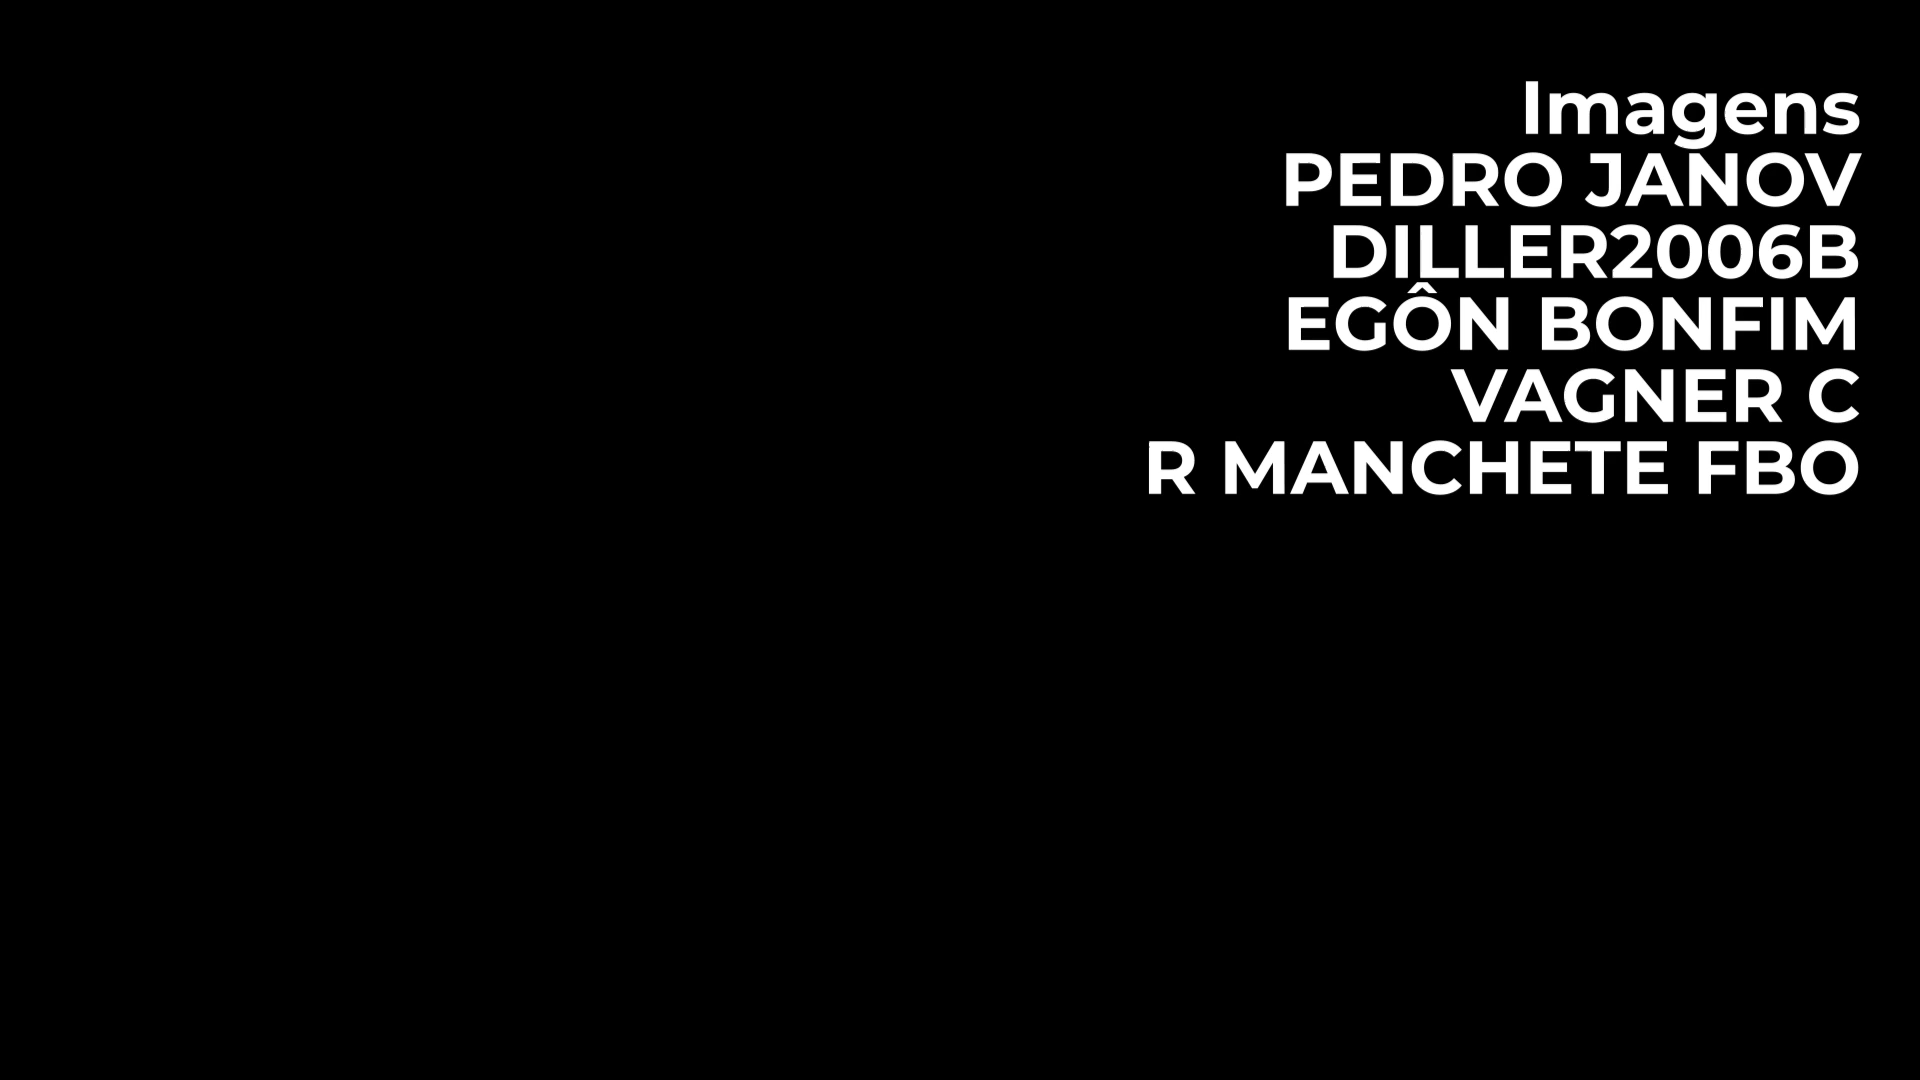 Imagens
PEDRO JANOV
DILLER2006B
EGÔN BONFIM
VAGNER C
R MANCHETE FBO